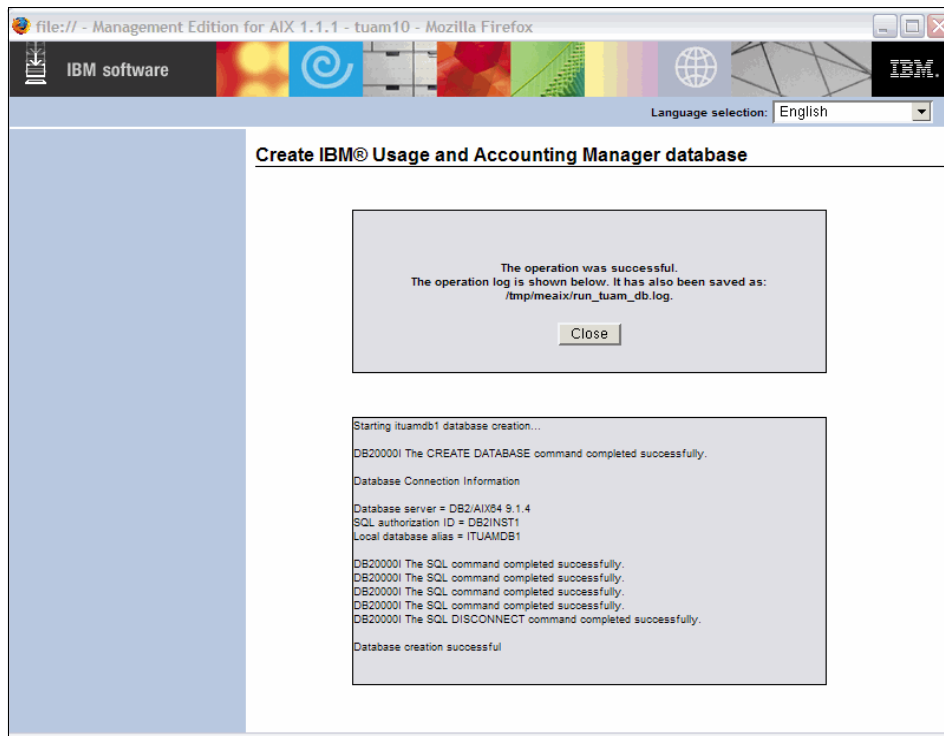 file:// - Management Edition for AIX 1.1.1 - tuam10 - Mozilla Firefox
IBM software
IBM.
Language selection: English
Create IBM® Usage and Accounting Manager database
The operation was successful.
The operation log is shown below. It has also been saved as:
/tmp/meaix/run_tuam_db.log.
Close
Starting ituamdb1 database creation...
DB20000I The CREATE DATABASE command completed successfully.
Database Connection Information
Database server = DB2/AIX64 9.1.4
SQL authorization ID = DB2INST1
Local database alias = ITUAMDB1
DB20000I The SQL command completed successfully.
DB20000I The SQL command completed successfully.
DB20000I The SQL command completed successfully.
DB20000I The SQL command completed successfully.
DB20000I The SQL DISCONNECT command completed successfully.
Database creation successful